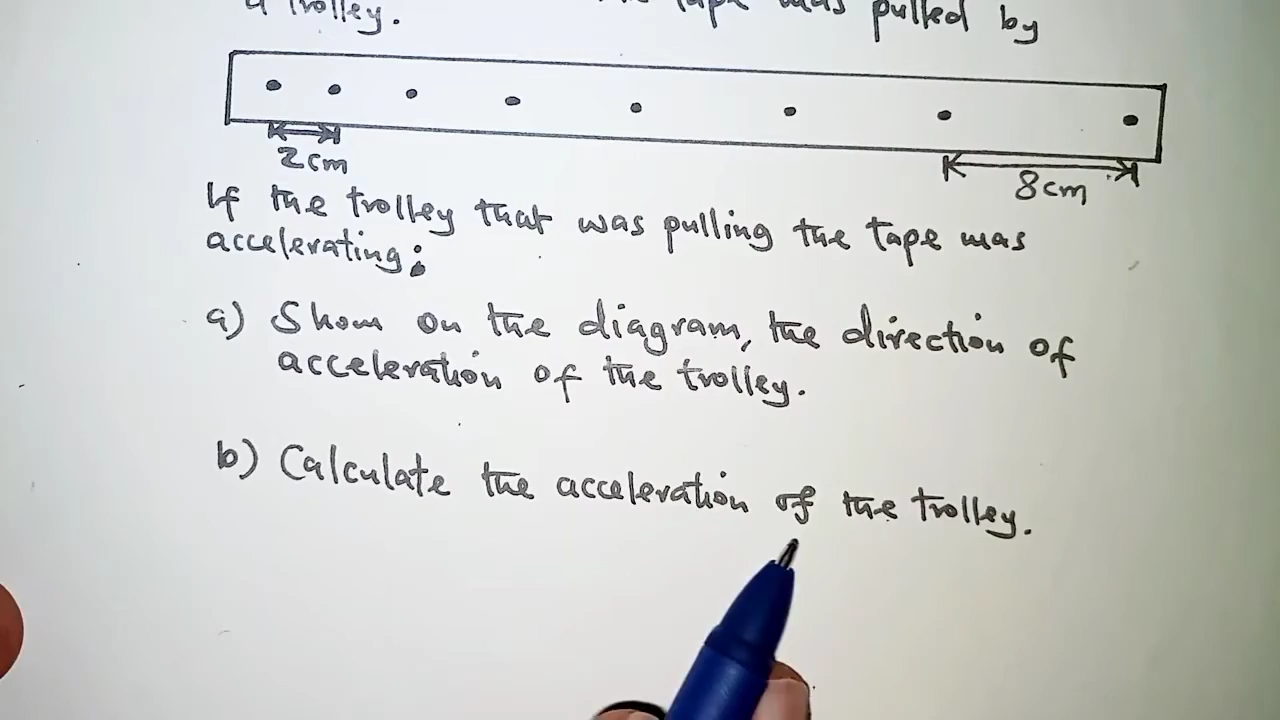 a trolley. tape was pulled by
2cm
8cm
If the trolley that was pulling the tape was
accelerating:
a) Show on the diagram, the direction of
acceleration of the trolley.
b) Calculate the acceleration of the trolley.